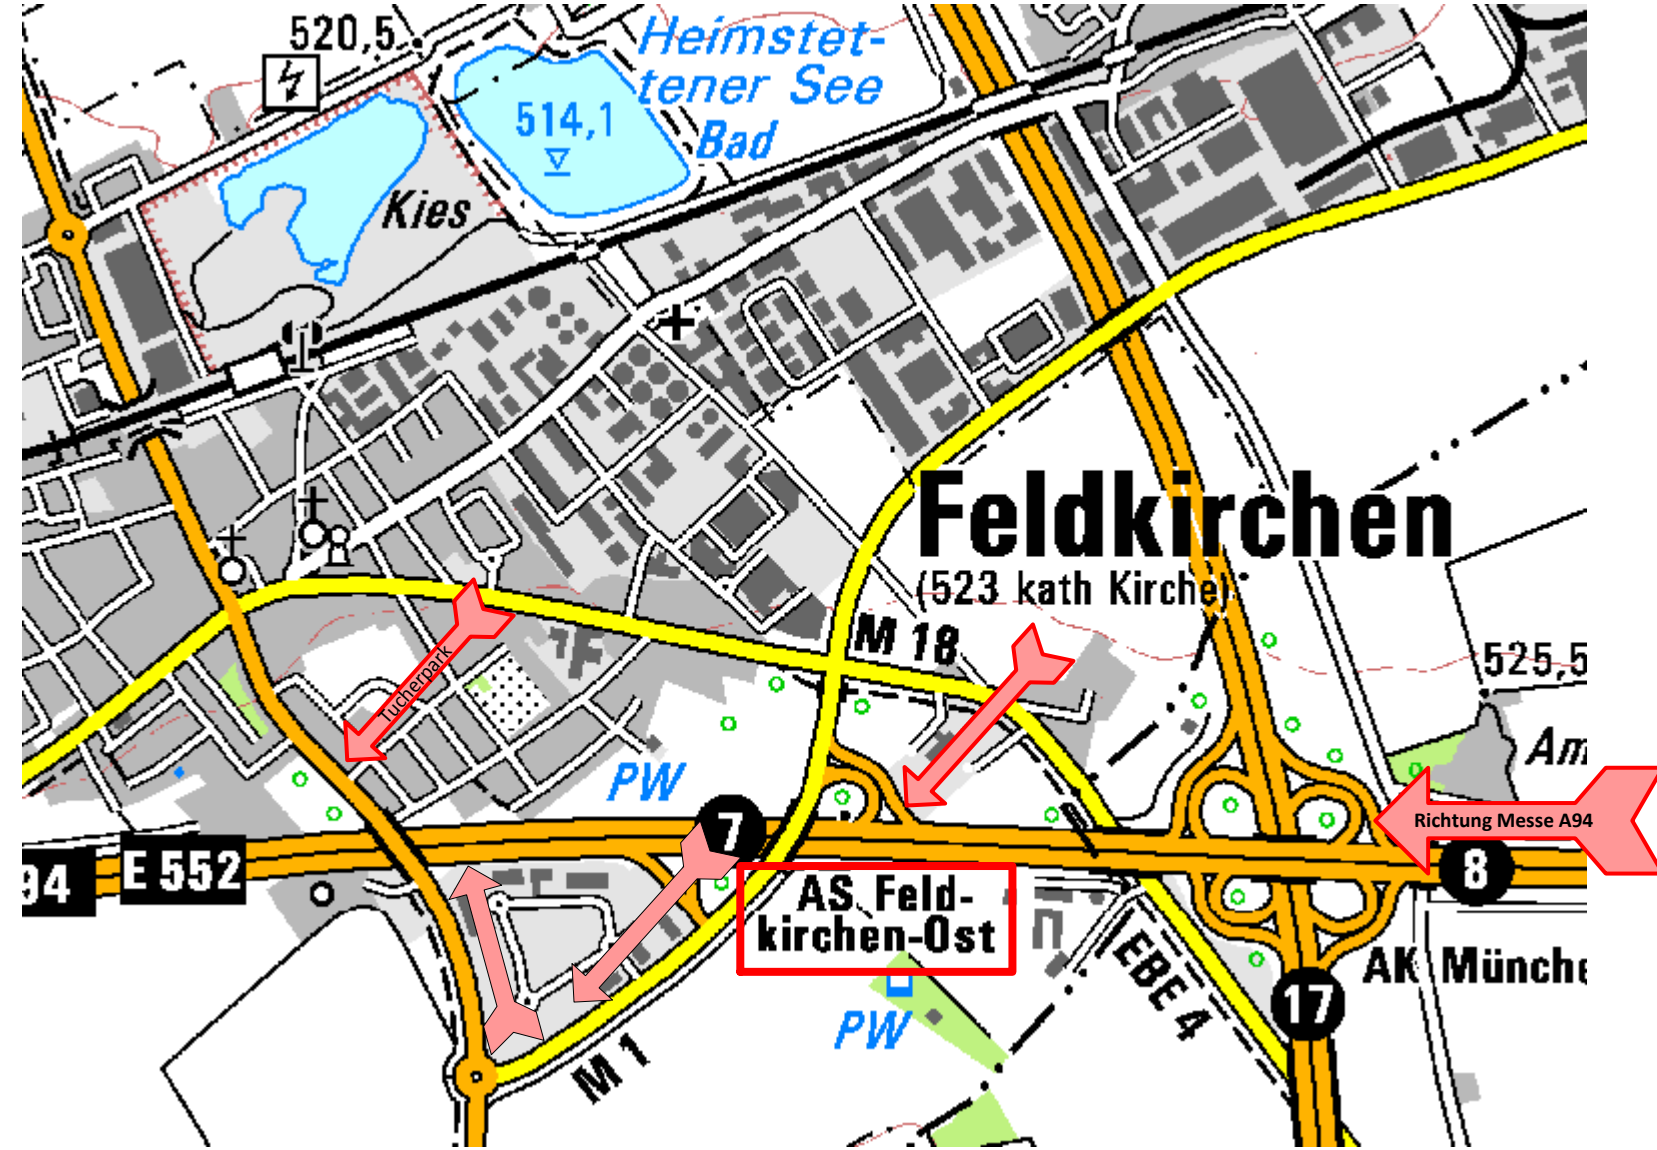 520,5
Heimstet-
tener See
514,1
Bad
Kies
Feldkirchen
(523 kath Kirche)
M 18
525,5
Tucherpark
Am
PW
7
Richtung Messe A94
94
E 552
8
AS. Feld-
kirchen-Ost
EBE 4
AK Münche
17
PW
M 1